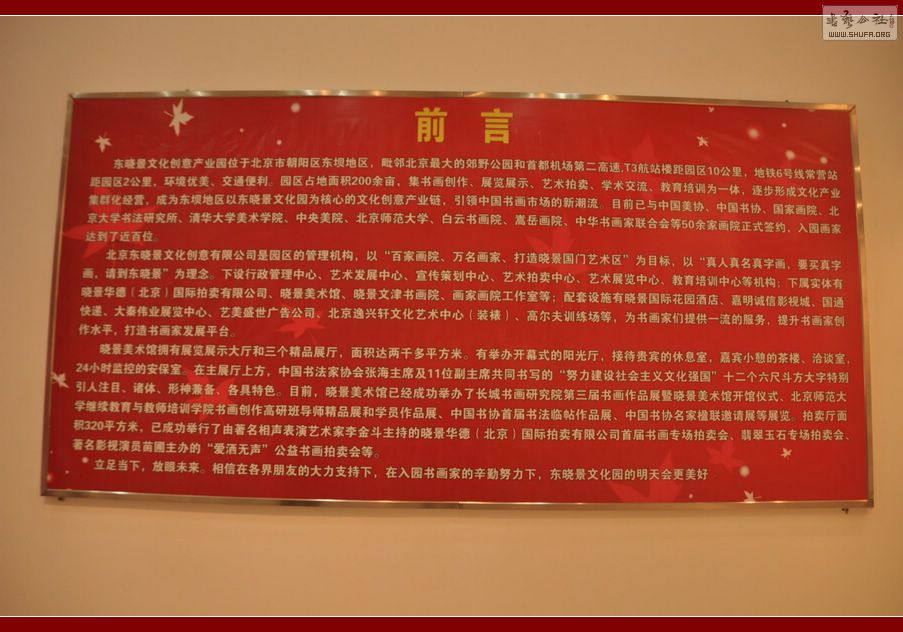 書藝公社
WWW.SHUFA.ORG
前言
东晓景文化创意产业园位于北京市朝阳区东坝地区，毗邻北京最大的郊野公园和首都机场第二高速,T3航站楼距园区10公里，地铁6号线常营站
距园区2公里，环境优美、交通便利。园区占地面积200余亩，集书画创作、展览展示、艺术拍卖、学术交流、教育培训为一体，逐步形成文化产业
集群化经营，成为东坝地区以东晓景文化园为核心的文化创意产业链，引领中国书画市场的新潮流。目前已与中国美协、中国书协、国家画院、北
京大学书法研究所、清华大学美术学院、中央美院、北京师范大学、白云书画院、嵩岳画院、中华书画家联合会等50余家画院正式签约，入园画家
达到了近百位。
北京东晓景文化创意有限公司是园区的管理机构，以“百家画院、万名画家、打造晓景国门艺术区”为目标，以“真人真名真字画，要买真字
画，请到东晓景”为理念。下设行政管理中心、艺术发展中心、宣传策划中心、艺术拍卖中心、艺术展览中心、教育培训中心等机构；下属实体有
晓景华德（北京）国际拍卖有限公司、晓景美术馆、晓景文津书画院、画家画院工作室等；配套设施有晓景国际花园酒店、嘉明诚信影视城、国通
快递、大秦伟业展览中心、艺美盛世广告公司、北京逸兴轩文化艺术中心（装裱）、高尔夫训练场等，为书画家们提供一流的服务，提升书画家创
作水平，打造书画家发展平台。
晓景美术馆拥有展览展示大厅和三个精品展厅，面积达两千多平方米。有举办开幕式的阳光厅，接待贵宾的休息室，嘉宾小憩的茶楼、洽谈室，
24小时监控的安保室。在主展厅上方，中国书法家协会张海主席及11位副主席共同书写的“努力建设社会主义文化强国”十二个六尺斗方大字特别
引人注目、诸体、形神兼备、各具特色。目前，晓景美术馆已经成功举办了长城书画研究院第三届书画作品展暨晓景美术馆开馆仪式、北京师范大
学继续教育与教师培训学院书画创作高研班导师精品展和学员作品展、中国书协首届书法临帖作品展、中国书协书协名家楹联邀请展等展览。拍卖厅面
积320平方米，已成功举行了由著名相声表演艺术家李金斗主持的晓景华德（北京）国际拍卖有限公司首届书画专场拍卖会、翡翠玉石专场拍卖会、
著名影视演员苗圃主办的“爱洒无声”公益书画拍卖会等。
立足当下，放眼未来。相信在各界朋友的大力支持下，在入园书画家的辛勤努力下，东晓景文化园的明天会更美好